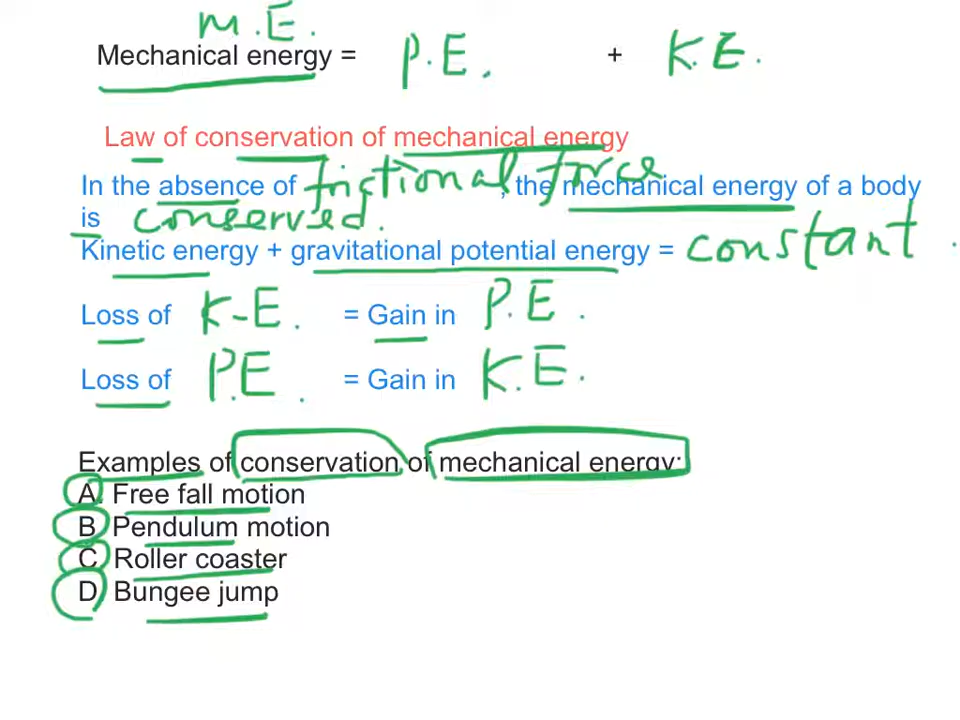 M.E.
Mechanical energy = P.E. + K.E.
Law of conservation of mechanical energy
In the absence of frictional force, the mechanical energy of a body
is conserved.
Kinetic energy + gravitational potential energy = constant.
Loss of K-E. = Gain in P.E.
Loss of P.E. = Gain in K.E.
Examples of conservation of mechanical energy:
A. Free fall motion
B. Pendulum motion
C. Roller coaster
D. Bungee jump